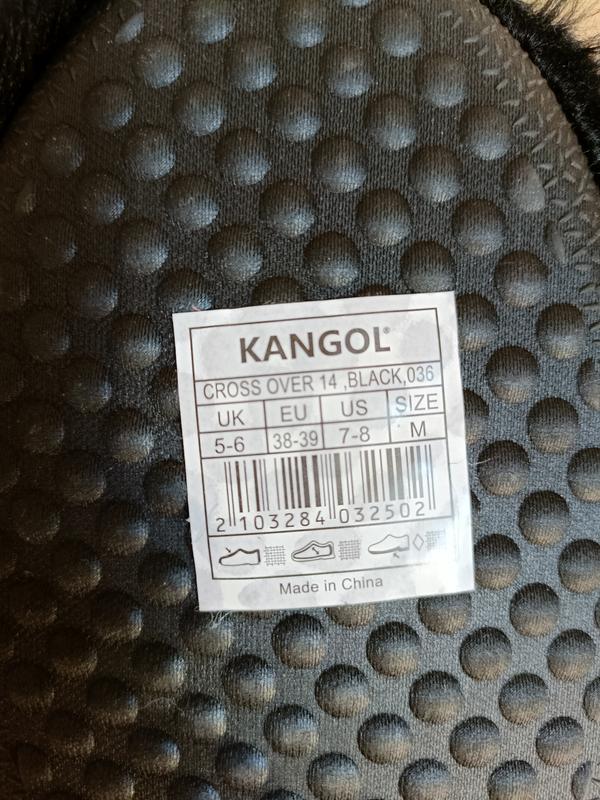 KANGOL®
CROSS OVER 14 ,BLACK,036
UK EU US SIZE
5-6 38-39 7-8 M
2 103284 032502
Made in China